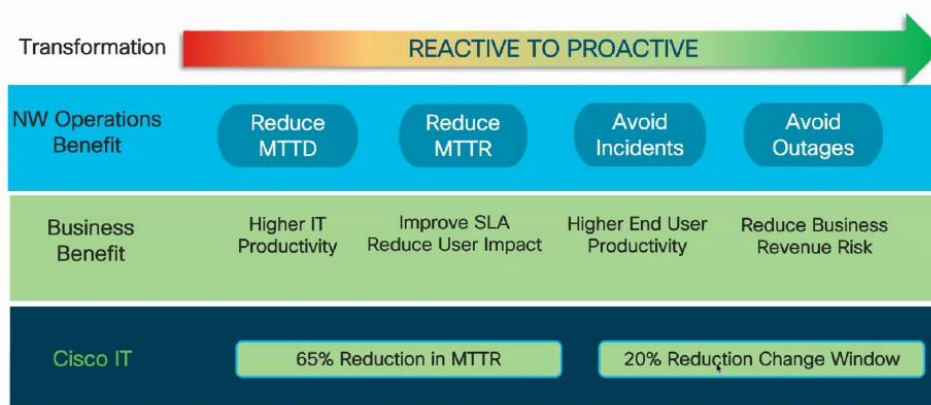 Transformation
REACTIVE TO PROACTIVE
NW Operations
Benefit
Reduce
MTTD
Reduce
MTTR
Avoid
Incidents
Avoid
Outages
Business
Benefit
Higher IT
Productivity
Improve SLA
Reduce User Impact
Higher End User
Productivity
Reduce Business
Revenue Risk
Cisco IT
65% Reduction in MTTR
20% Reduction Change Window